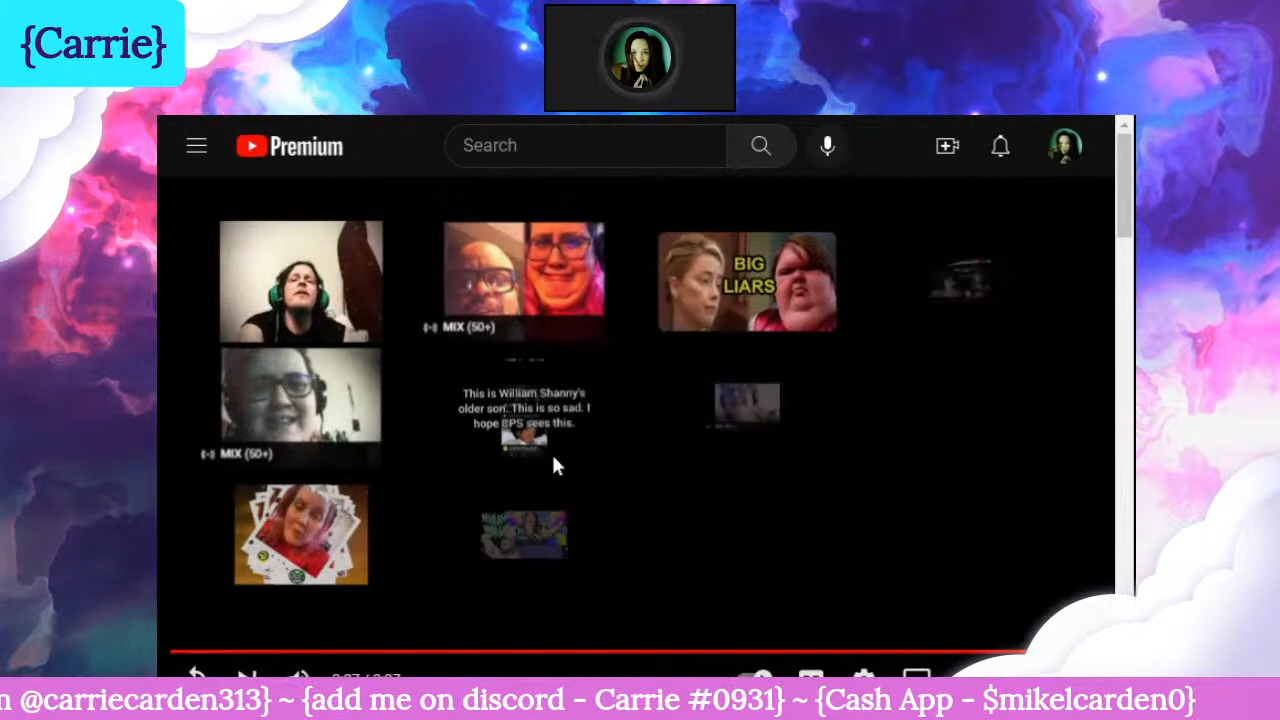 {Carrie}
Premium
Search
BIG
LIARS
MIX (50+)
This is William Shanny's
older son. This is so sad. I
hope CPS sees this.
MIX (50+)
n @carriecarden313} ~ {add me on discord - Carrie #0931} ~ {Cash App - $mikelcarden0}